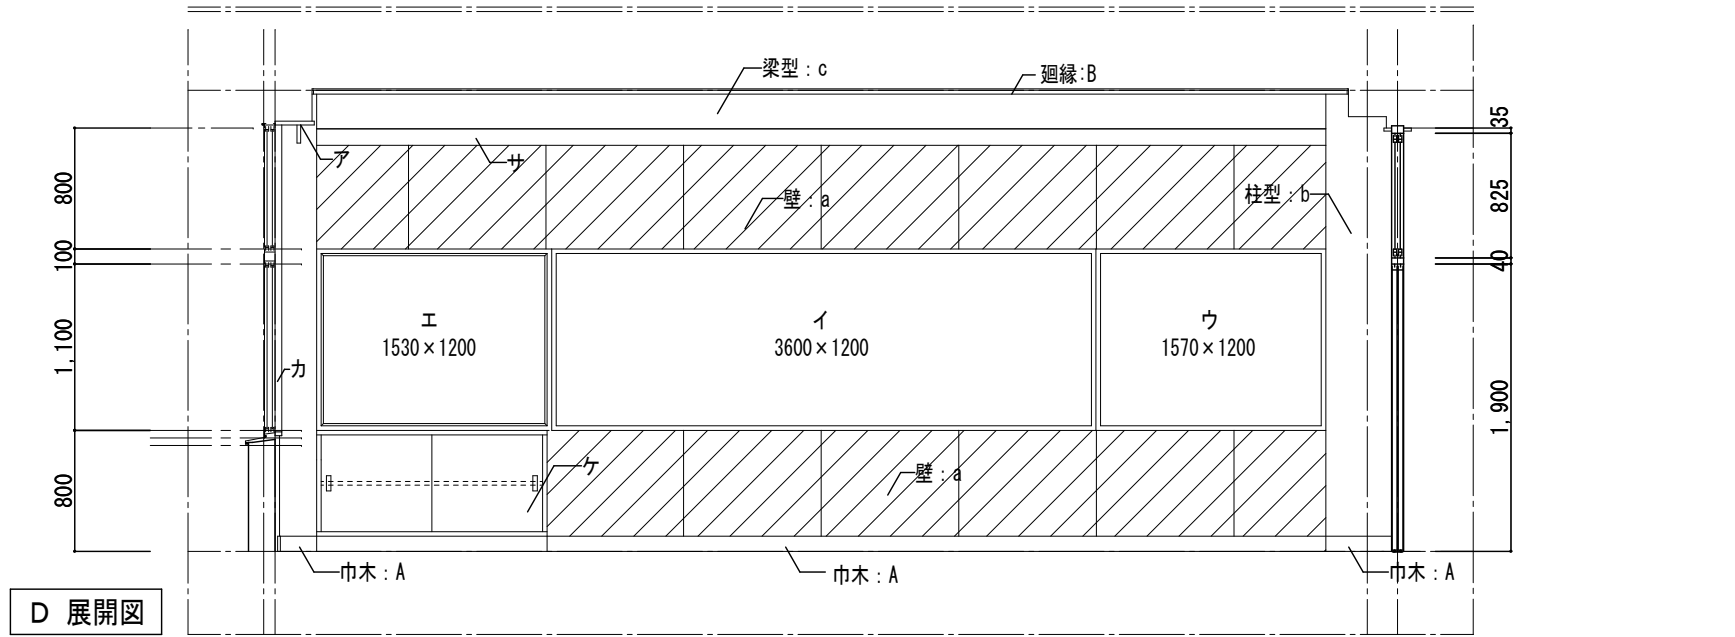 梁型：c
廻縁:B
ア
サ
壁：a
柱型：b
エ
1530×1200
イ
3600×1200
ウ
1570×1200
カ
ケ
壁：a
巾木：A
巾木：A
巾木：A
800
100
1,100
800
35
825
40
1,900
D 展開図